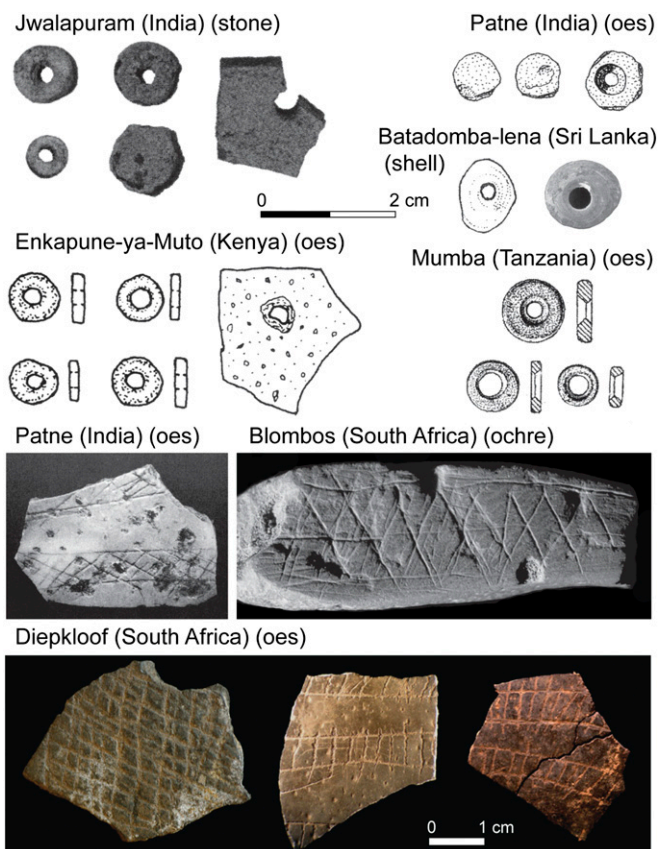 Jwalapuram (India) (stone)
Patne (India) (oes)
Batadomba-lena (Sri Lanka)
(shell)
0 2 cm
Enkapune-ya-Muto (Kenya) (oes)
Mumba (Tanzania) (oes)
Patne (India) (oes)
Blombos (South Africa) (ochre)
Diepkloof (South Africa) (oes)
0 1 cm